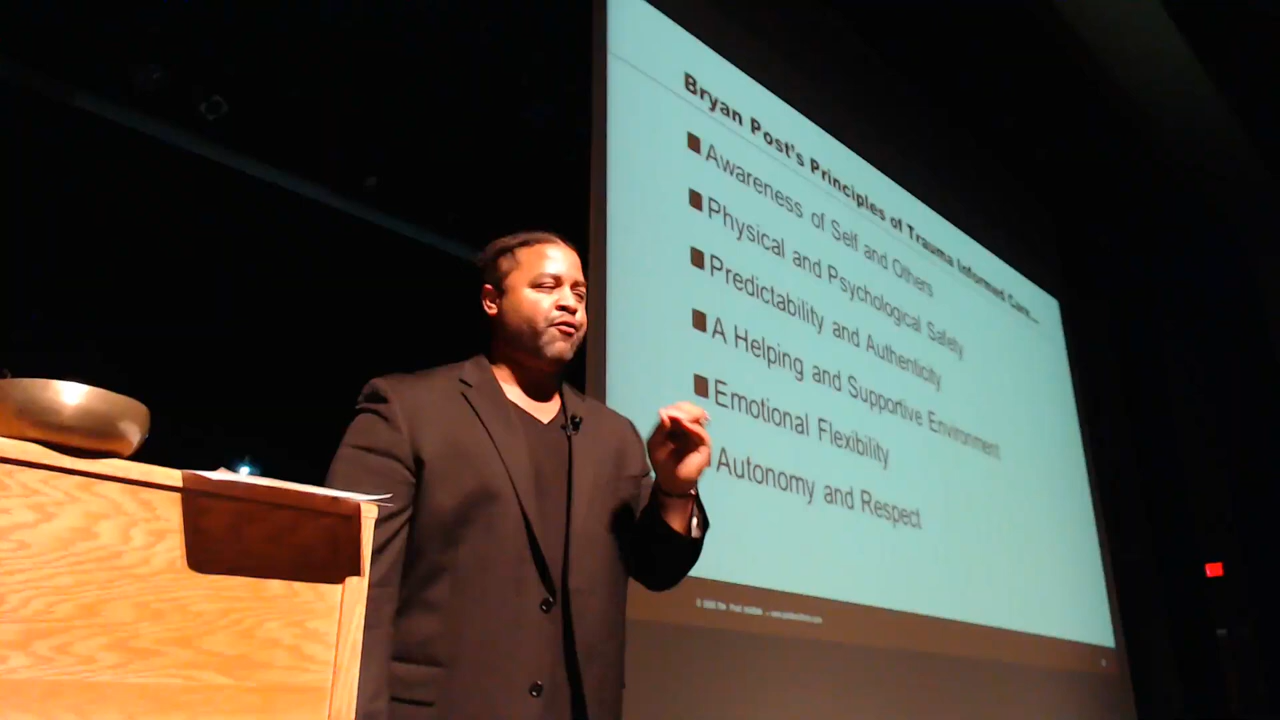 Bryan Post's Principles of Trauma Informed Care...
Awareness of Self and Others
Physical and Psychological Safety
Predictability and Authenticity
A Helping and Supportive Environment
Emotional Flexibility
Autonomy and Respect